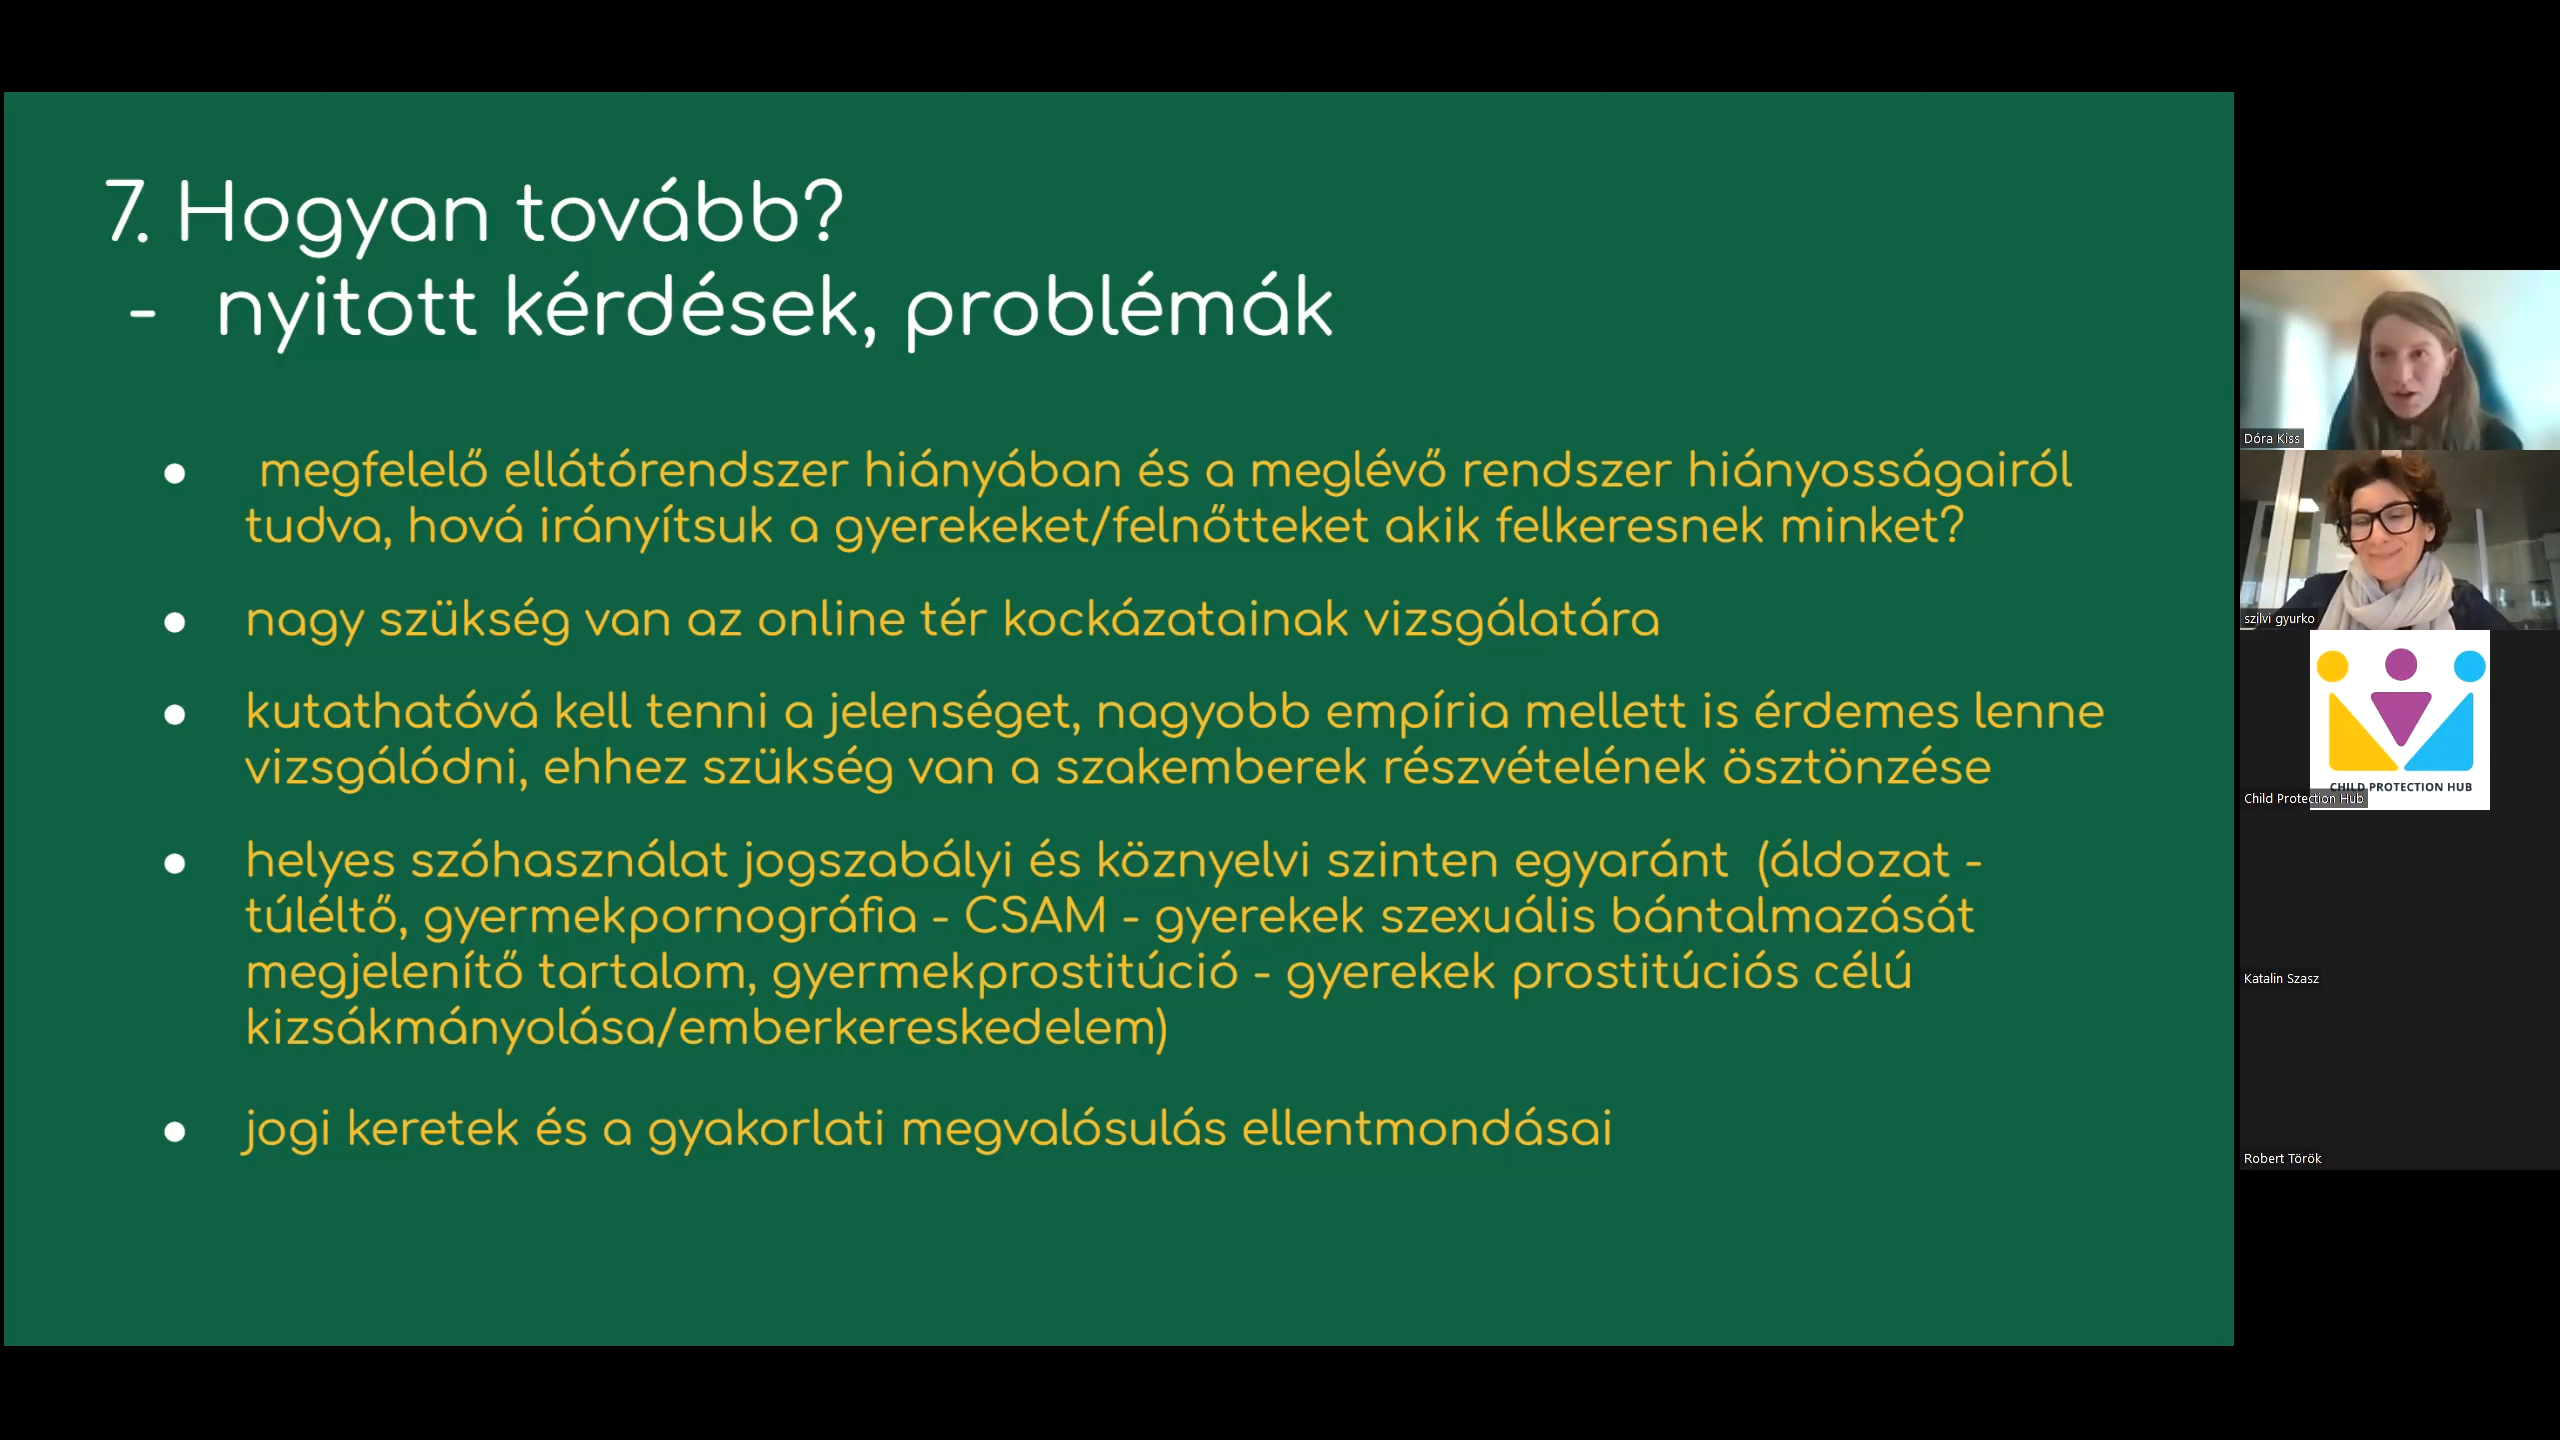 7. Hogyan tovább?
- nyitott kérdések, problémák
● megfelelő ellátórendszer hiányában és a meglévő rendszer hiányosságairól
tudva, hová irányítsuk a gyerekeket/felnőtteket akik felkeresnek minket?
● nagy szükség van az online tér kockázatainak vizsgálatára
● kutathatóvá kell tenni a jelenséget, nagyobb empíria mellett is érdemes lenne
vizsgálódni, ehhez szükség van a szakemberek részvételének ösztönzése
● helyes szóhasználat jogszabályi és köznyelvi szinten egyaránt (áldozat -
túléltő, gyermekpornográfia - CSAM - gyerekek szexuális bántalmazását
megjelenítő tartalom, gyermekprostitúció - gyerekek prostitúciós célú
kizsákmányolása/emberkereskedelem)
● jogi keretek és a gyakorlati megvalósulás ellentmondásai
Dóra Kiss
szilvi gyurko
CHILD PROTECTION HUB
Child Protection Hub
Katalin Szasz
Robert Török